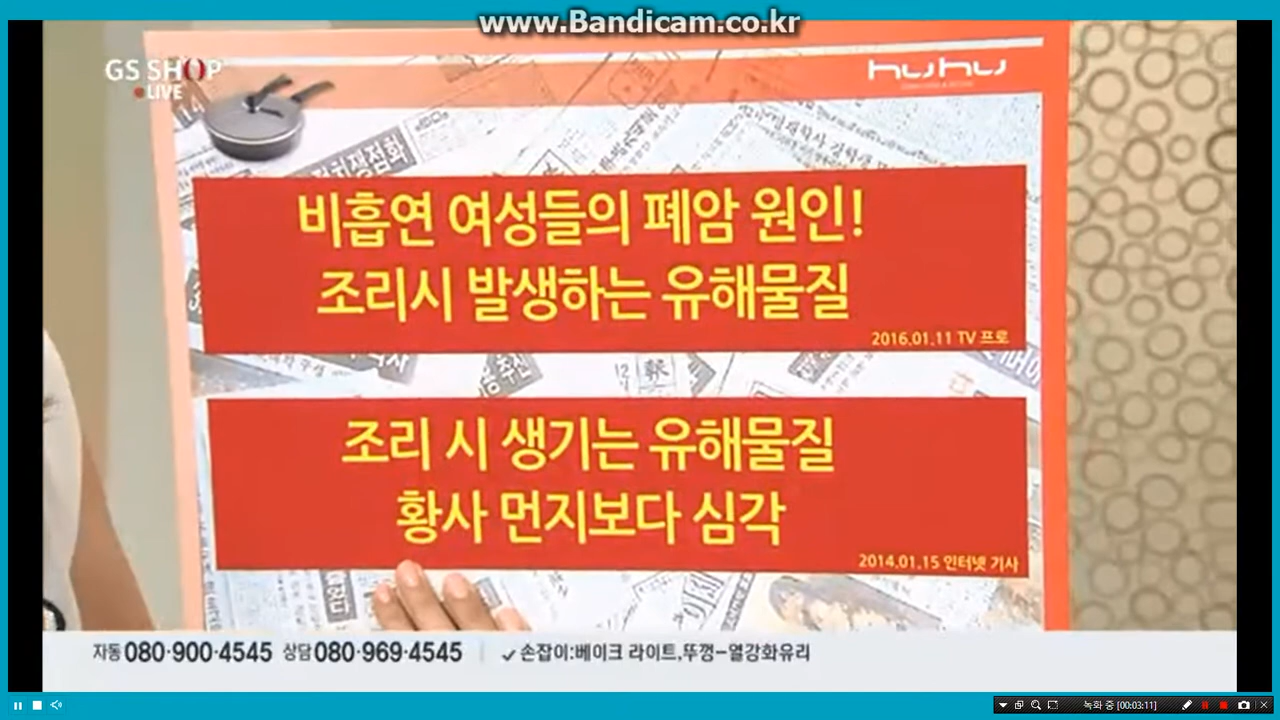 www.Bandicam.co.kr
GS SHOP
LIVE
huhu
비흡연 여성들의 폐암 원인!
조리시 발생하는 유해물질
2016.01.11 TV 프로
조리 시 생기는 유해물질
황사 먼지보다 심각
2014.01.15 인터넷 기사
자동 080·900·4545 상담 080·969·4545 손잡이:베이크 라이트,뚜껑-열강화유리
녹화 중 [00:03:11]